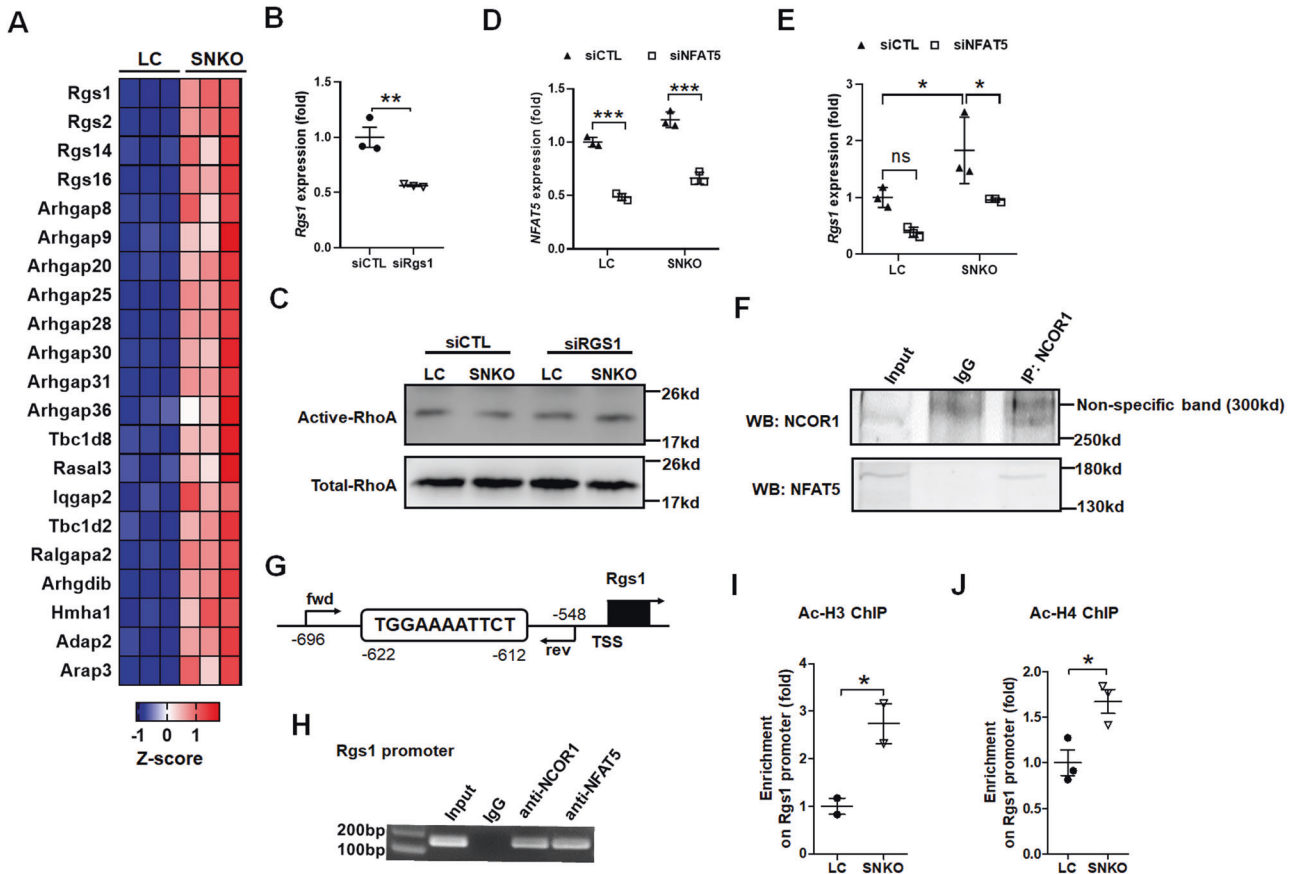 A
LC SNKO
Rgs1
Rgs2
Rgs14
Rgs16
Arhgap8
Arhgap9
Arhgap20
Arhgap25
Arhgap28
Arhgap30
Arhgap31
Arhgap36
Tbc1d8
Rasal3
Iqgap2
Tbc1d2
Ralgapa2
Arhgdib
Hmha1
Adap2
Arap3
-1 0 1
Z-score
B
Rgs1 expression (fold)
1.5
1.0
0.5
0.0
**
siCTL siRgs1
D
siCTL siNFAT5
NFAT5 expression (fold)
1.5
1.0
0.5
0.0
*** ***
LC SNKO
E
siCTL siNFAT5
Rgs1 expression (fold)
3
2
1
0
* *
ns
LC SNKO
C
siCTL siRGS1
LC SNKO LC SNKO
Active-RhoA
26kd
17kd
Total-RhoA
26kd
17kd
F
Input IgG IP: NCOR1
WB: NCOR1
Non-specific band (300kd)
250kd
WB: NFAT5
180kd
130kd
G
Rgs1
fwd
-696
TGGAAAATTCT
-622 -612
-548
rev
TSS
H
Rgs1 promoter
Input IgG anti-NCOR1 anti-NFAT5
200bp
100bp
I
Ac-H3 ChIP
Enrichment
on Rgs1 promoter (fold)
4
3
2
1
0
*
LC SNKO
J
Ac-H4 ChIP
Enrichment
on Rgs1 promoter (fold)
2.0
1.5
1.0
0.5
0.0
*
LC SNKO